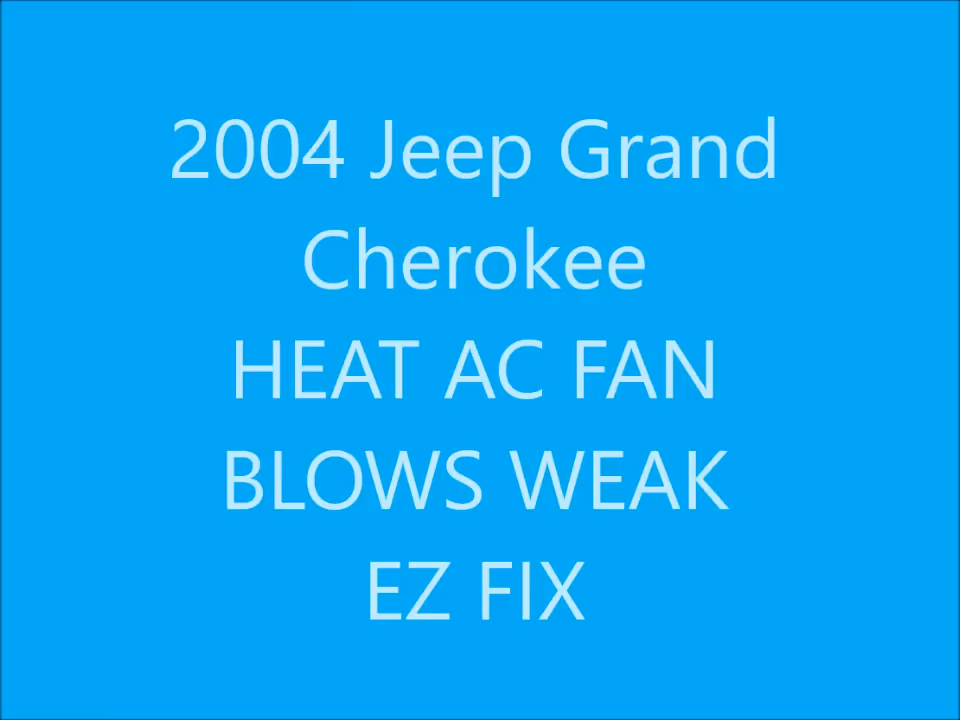 2004 Jeep Grand
Cherokee
HEAT AC FAN
BLOWS WEAK
EZ FIX